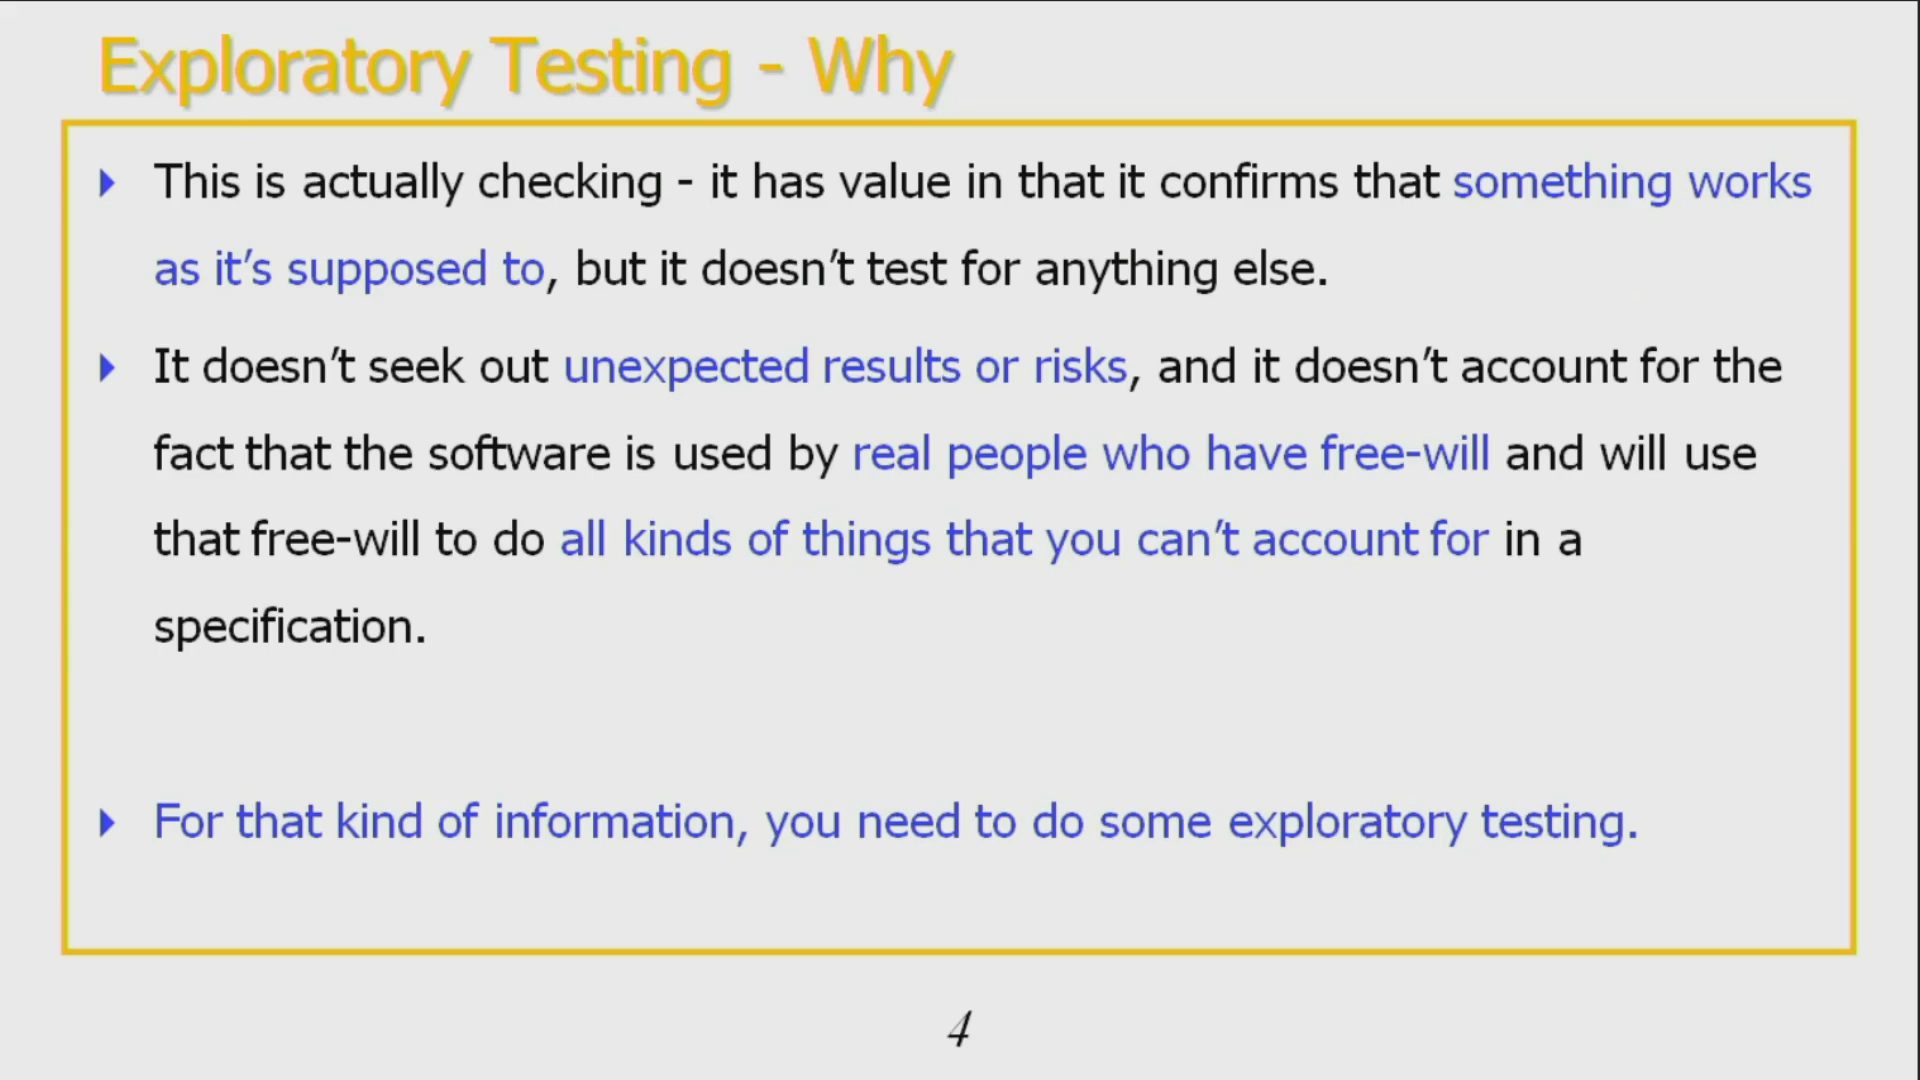 Exploratory Testing - Why
This is actually checking - it has value in that it confirms that something works
as it’s supposed to, but it doesn’t test for anything else.
It doesn’t seek out unexpected results or risks, and it doesn’t account for the
fact that the software is used by real people who have free-will and will use
that free-will to do all kinds of things that you can’t account for in a
specification.
For that kind of information, you need to do some exploratory testing.
4